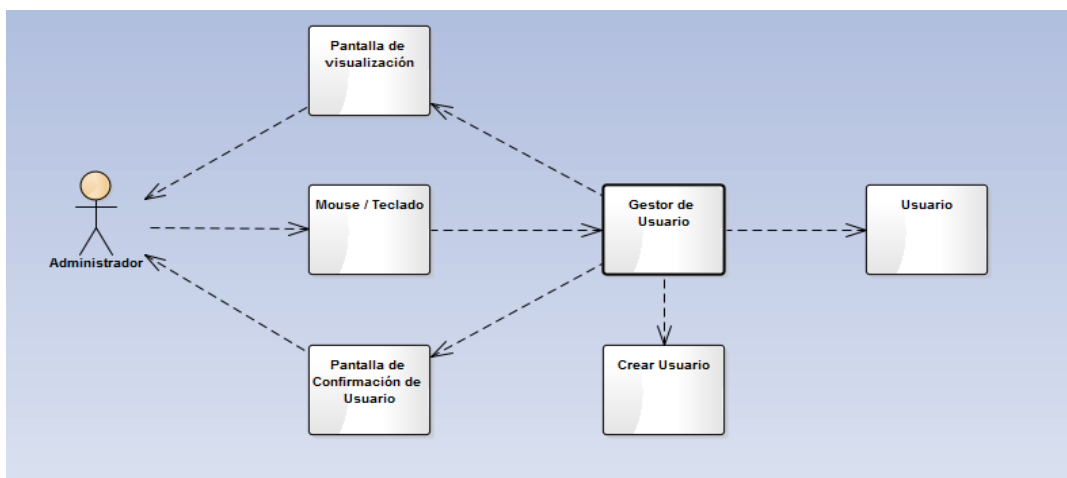 Pantalla de
visualización
Mouse / Teclado
Gestor de
Usuario
Usuario
Administrador
Pantalla de
Confirmación de
Usuario
Crear Usuario